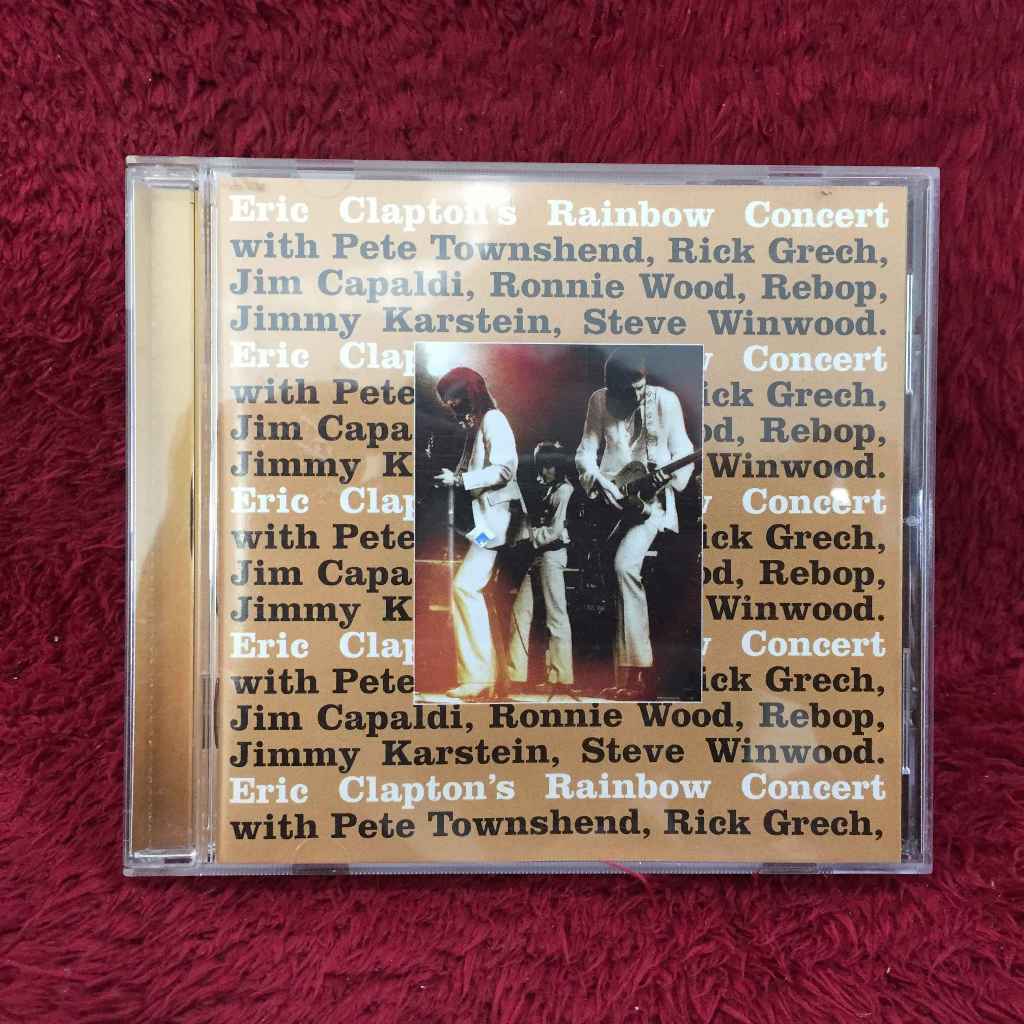 Eric Clapton's Rainbow Concert
with Pete Townshend, Rick Grech,
Jim Capaldi, Ronnie Wood, Rebop,
Jimmy Karstein, Steve Winwood.
Eric Clap w Concert
with Pete ick Grech,
Jim Capa od, Rebop,
Jimmy K Winwood.
Eric Clap w Concert
with Pete ick Grech,
Jim Capa od, Rebop,
Jimmy K Winwood.
Eric Clap w Concert
with Pete ick Grech,
Jim Capaldi, Ronnie Wood, Rebop,
Jimmy Karstein, Steve Winwood.
Eric Clapton's Rainbow Concert
with Pete Townshend, Rick Grech,